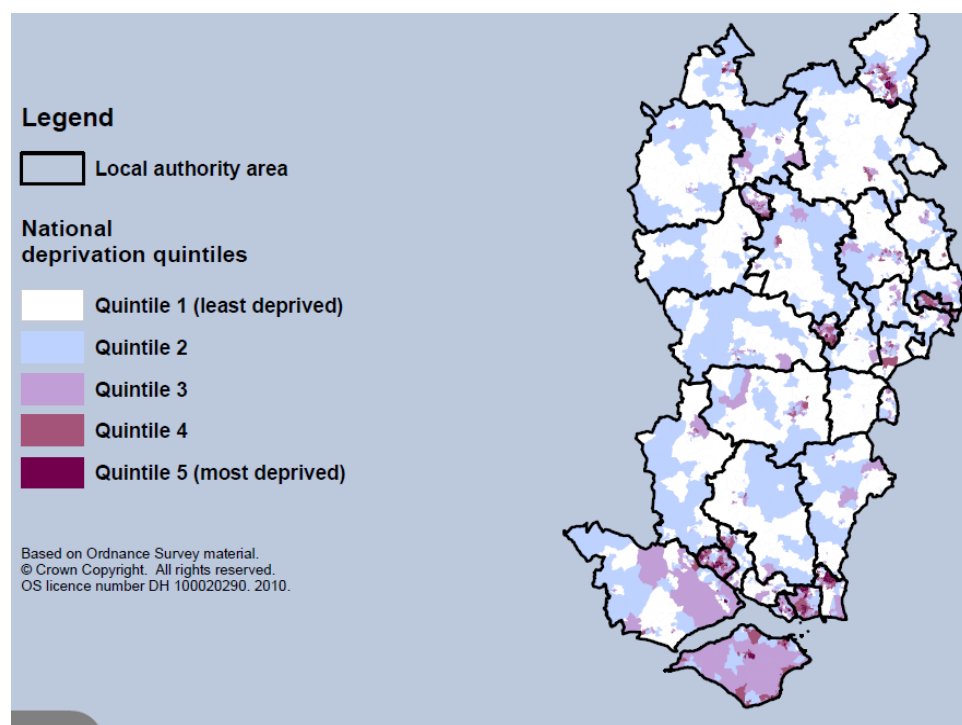 Legend
Local authority area
National
deprivation quintiles
Quintile 1 (least deprived)
Quintile 2
Quintile 3
Quintile 4
Quintile 5 (most deprived)
Based on Ordnance Survey material.
© Crown Copyright.  All rights reserved.
OS licence number DH 100020290. 2010.